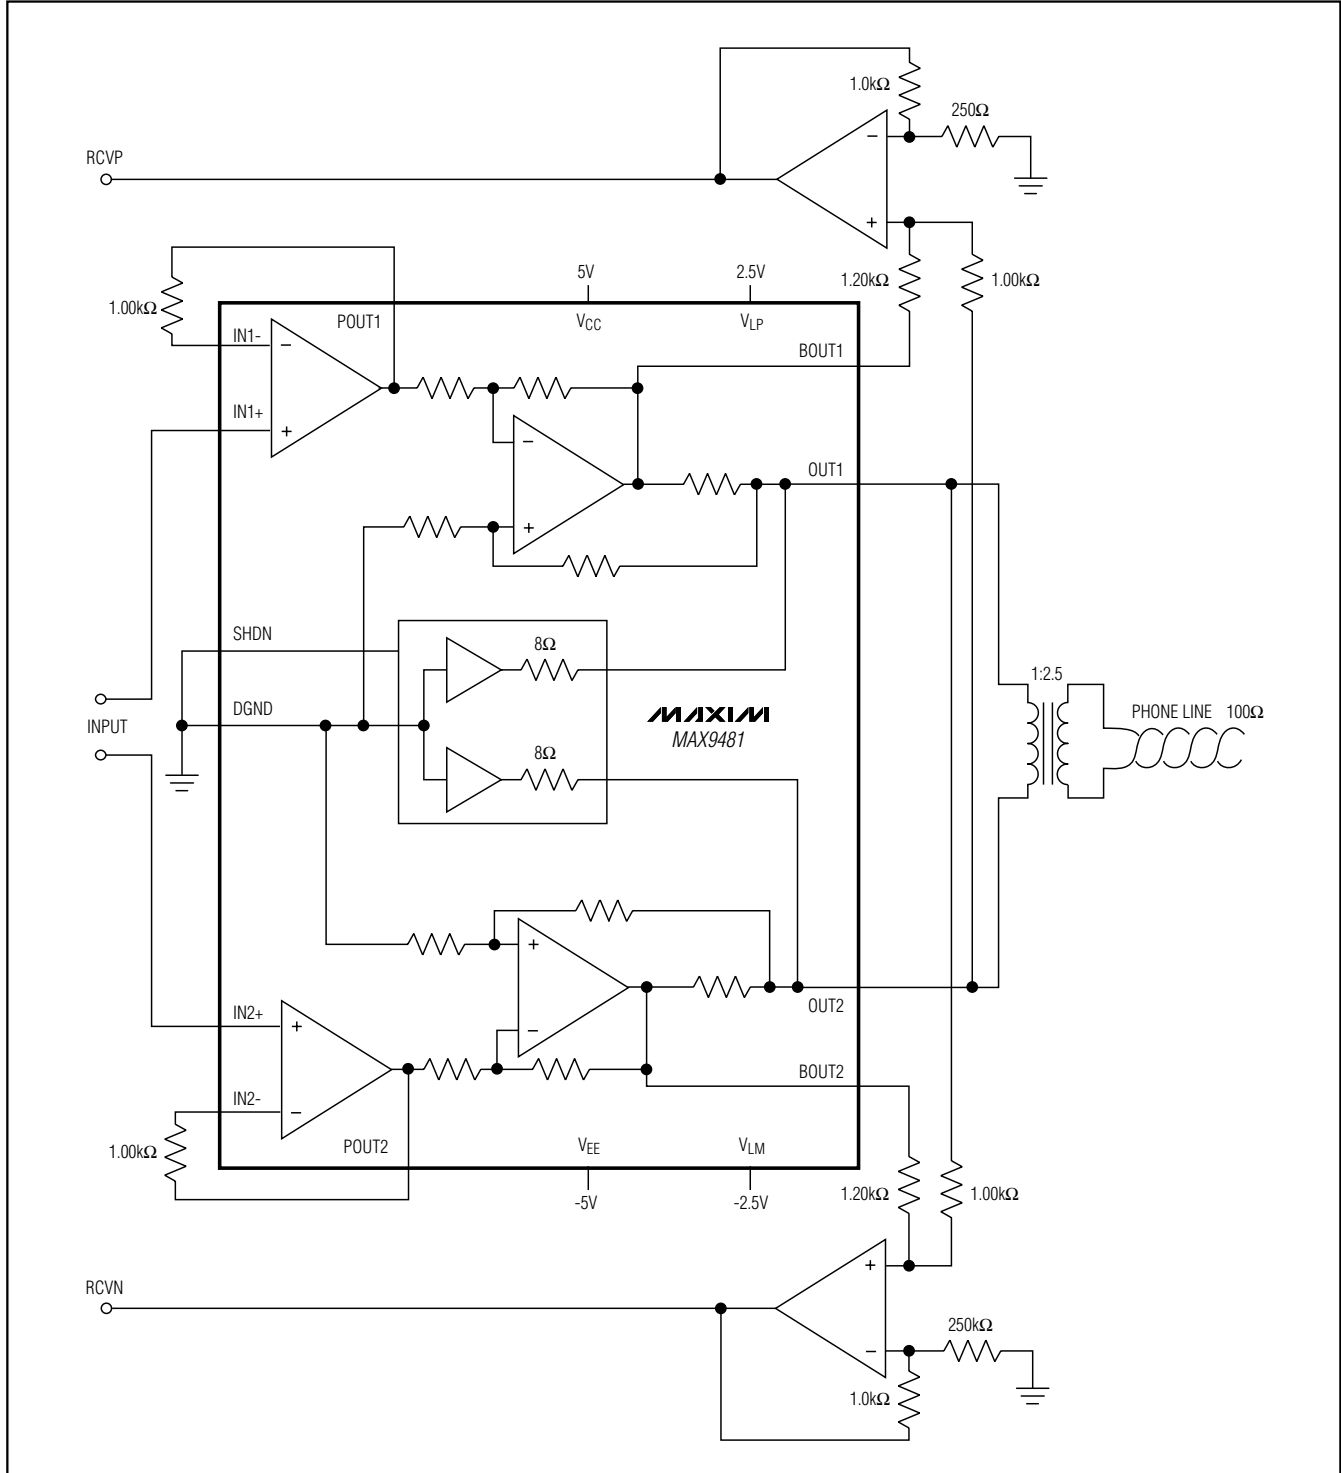 1.0kΩ
250Ω
−
RCVP
+
1.20kΩ
1.00kΩ
5V
2.5V
1.00kΩ
POUT1
VCC
VLP
IN1-
−
BOUT1
IN1+
+
−
OUT1
+
SHDN
8Ω
1:2.5
DGND
MAXIM
MAX9481
PHONE LINE 100Ω
INPUT
8Ω
+
IN2+
+
−
OUT2
BOUT2
IN2-
−
1.00kΩ
POUT2
VEE
VLM
1.20kΩ
1.00kΩ
-5V
-2.5V
+
RCVN
250kΩ
−
1.0kΩ